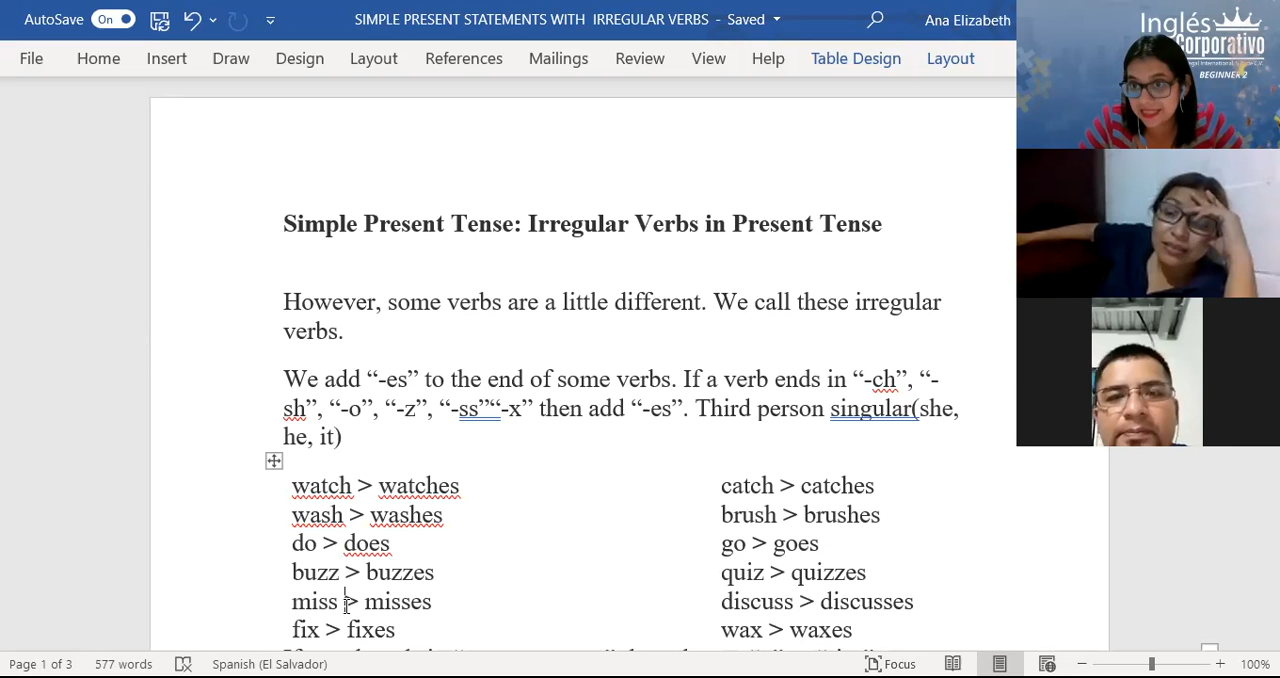 AutoSave On SIMPLE PRESENT STATEMENTS WITH IRREGULAR VERBS - Saved Ana Elizabeth
File Home Insert Draw Design Layout References Mailings Review View Help Table Design Layout
Inglés
Corporativo
BEGINNER 2
Simple Present Tense: Irregular Verbs in Present Tense
However, some verbs are a little different. We call these irregular
verbs.
We add “-es” to the end of some verbs. If a verb ends in “-ch”, “-
sh”, “-o”, “-z”, “-ss”“-x” then add “-es”. Third person singular(she,
he, it)
watch > watches catch > catches
wash > washes brush > brushes
do > does go > goes
buzz > buzzes quiz > quizzes
miss > misses discuss > discusses
fix > fixes wax > waxes
Page 1 of 3 577 words Spanish (El Salvador) Focus 100%